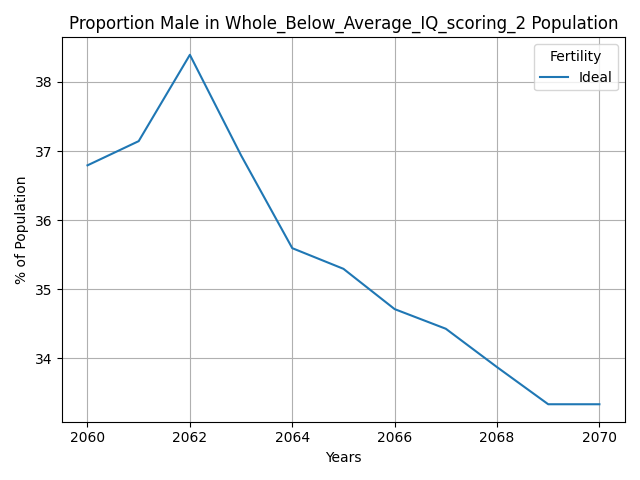 Proportion Male in Whole_Below_Average_IQ_scoring_2 Population
Fertility
Ideal
38
37
36
35
34
% of Population
2060 2062 2064 2066 2068 2070
Years